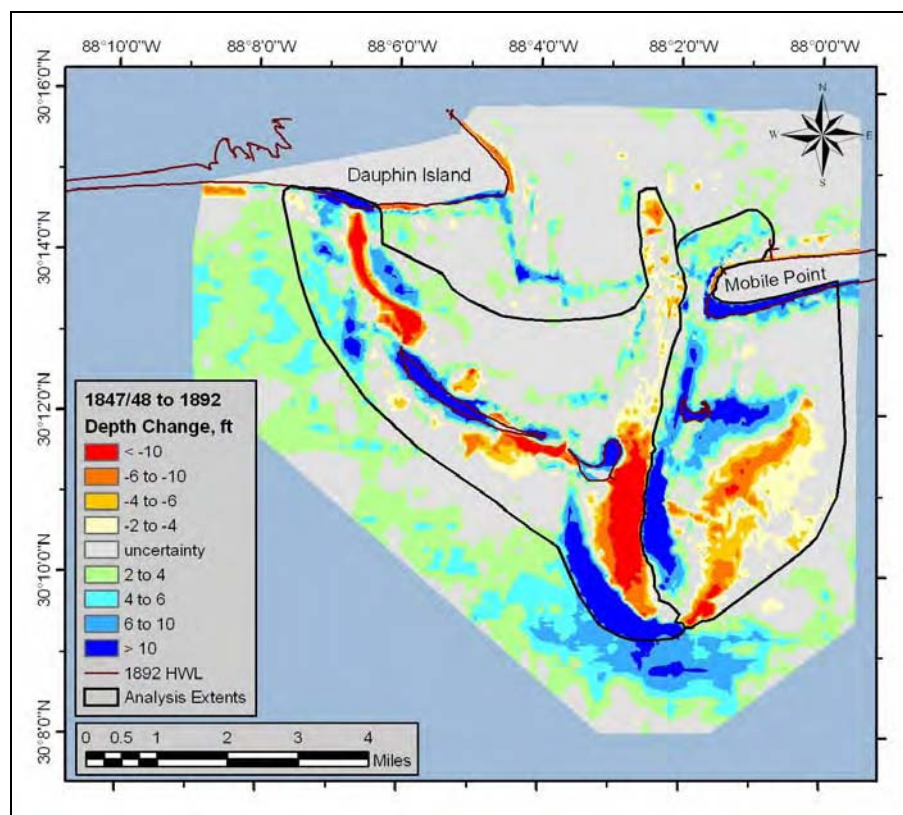 88°10'0"W 88°8'0"W 88°6'0"W 88°4'0"W 88°2'0"W 88°0'0"W
30°16'0"N
30°14'0"N
30°12'0"N
30°10'0"N
30°8'0"N
N
W E
S
Dauphin Island
Mobile Point
1847/48 to 1892
Depth Change, ft
< -10
-6 to -10
-4 to -6
-2 to -4
uncertainty
2 to 4
4 to 6
6 to 10
> 10
1892 HWL
Analysis Extents
0 0.5 1 2 3 4
Miles